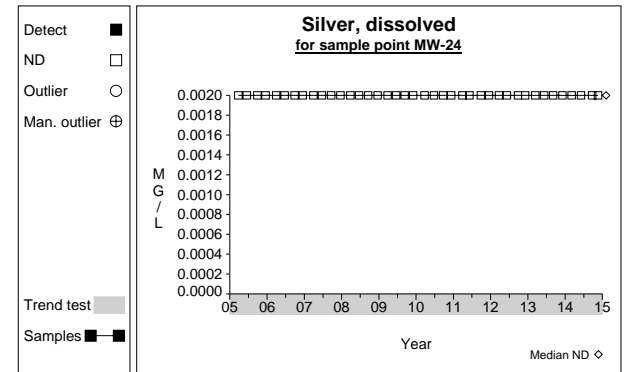 Detect
ND
Outlier
Man. outlier
Trend test
Samples
Silver, dissolved
for sample point MW-24
M
G
/
L
0.0020
0.0018
0.0016
0.0014
0.0012
0.0010
0.0008
0.0006
0.0004
0.0002
0.0000
05 06 07 08 09 10 11 12 13 14 15
Year
Median ND